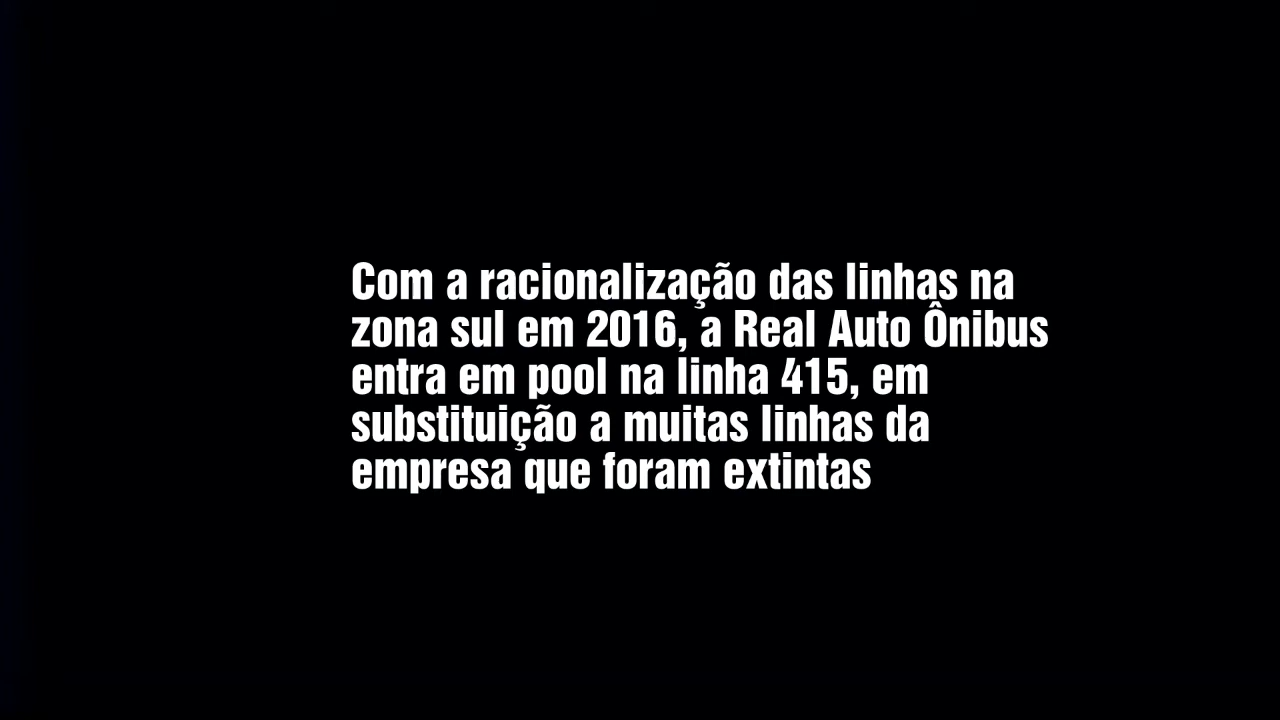 Com a racionalização das linhas na
zona sul em 2016, a Real Auto Ônibus
entra em pool na linha 415, em
substituição a muitas linhas da
empresa que foram extintas